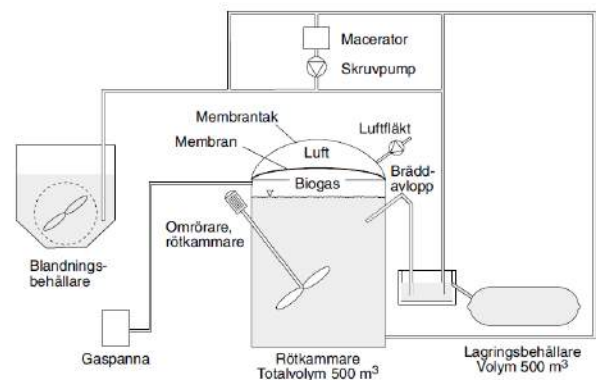 Macerator
Skruvpump
Membrantak
Membran
Luftfläkt
Luft
Brädd-
avlopp
Biogas
Omrörare,
rötkammare
Blandnings-
behållare
Gaspanna
Rötkammare
Totalvolym 500 m³
Lagringsbehållare
Volym 500 m³